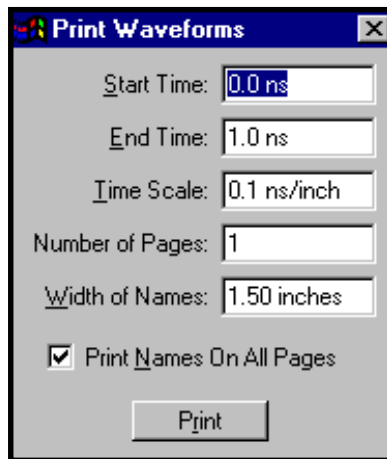 Print Waveforms
Start Time: 0.0 ns
End Time: 1.0 ns
Time Scale: 0.1 ns/inch
Number of Pages: 1
Width of Names: 1.50 inches
Print Names On All Pages
Print